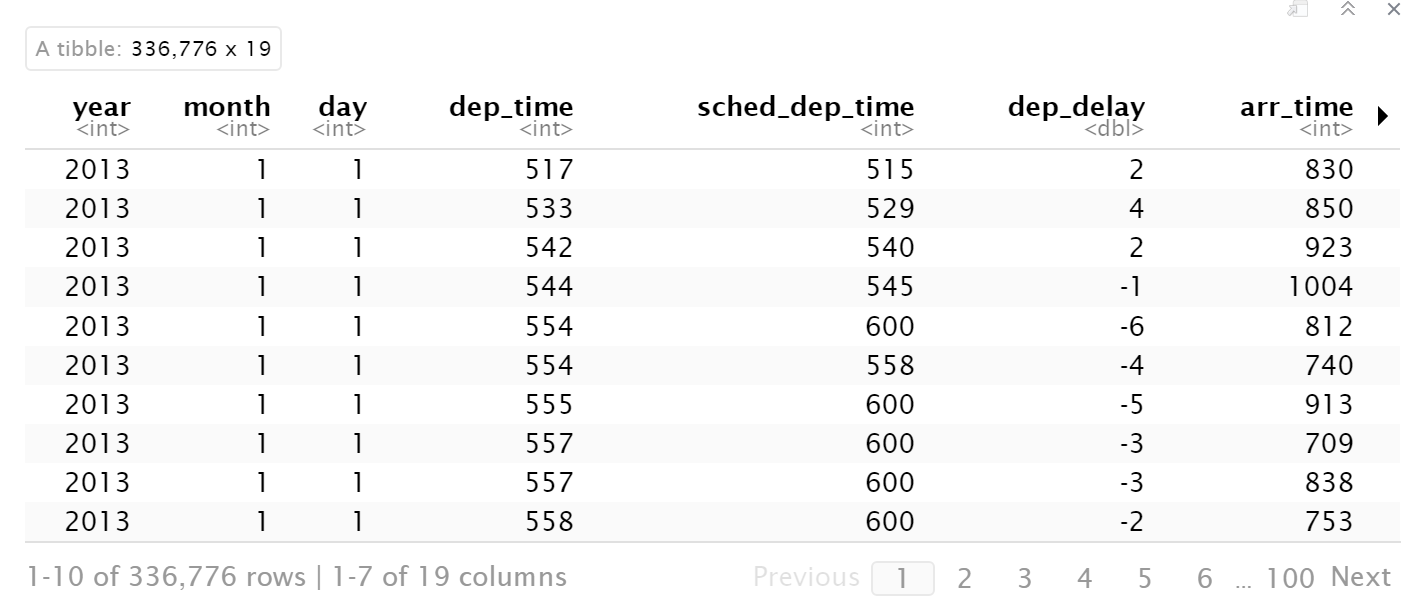 A tibble: 336,776 x 19
year month day dep_time sched_dep_time dep_delay arr_time
<int> <int> <int> <int> <int> <dbl> <int>
2013 1 1 517 515 2 830
2013 1 1 533 529 4 850
2013 1 1 542 540 2 923
2013 1 1 544 545 -1 1004
2013 1 1 554 600 -6 812
2013 1 1 554 558 -4 740
2013 1 1 555 600 -5 913
2013 1 1 557 600 -3 709
2013 1 1 557 600 -3 838
2013 1 1 558 600 -2 753
1-10 of 336,776 rows | 1-7 of 19 columns Previous 1 2 3 4 5 6 ... 100 Next